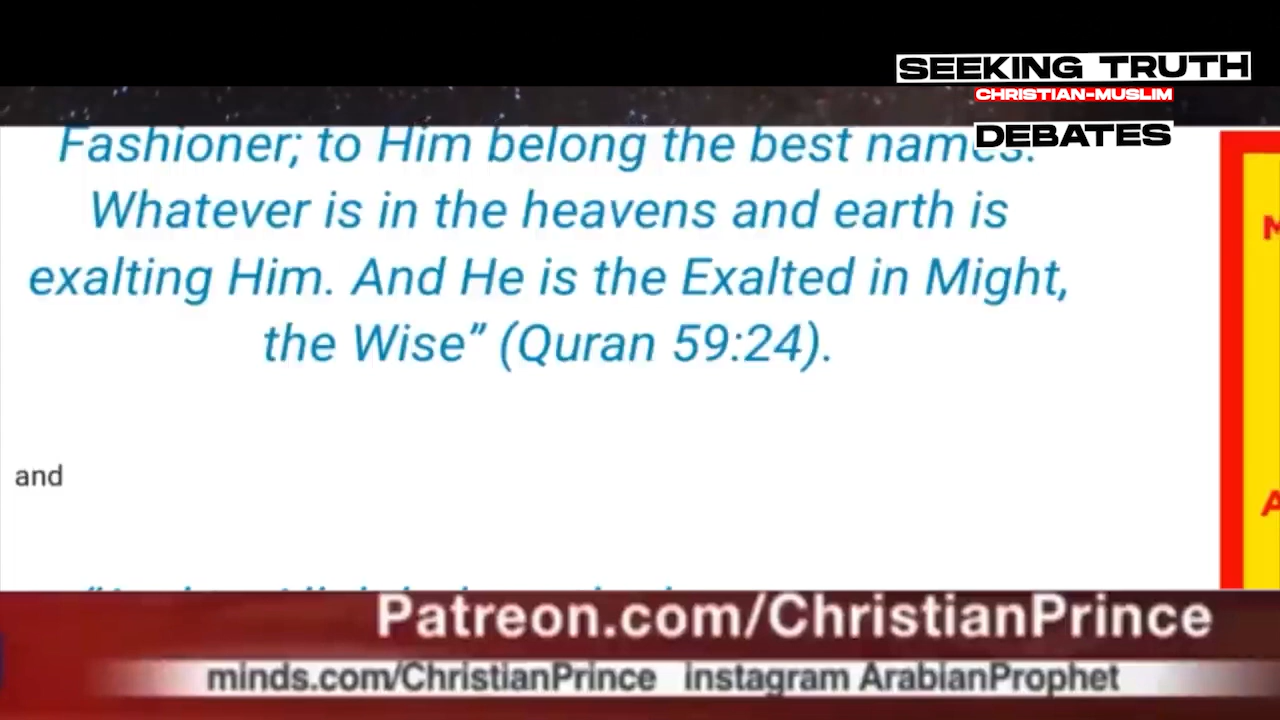 SEEKING TRUTH
CHRISTIAN-MUSLIM
DEBATES
Fashioner; to Him belong the best names.
Whatever is in the heavens and earth is
exalting Him. And He is the Exalted in Might,
the Wise” (Quran 59:24).
and
Patreon.com/ChristianPrince
minds.com/ChristianPrince instagram ArabianProphet